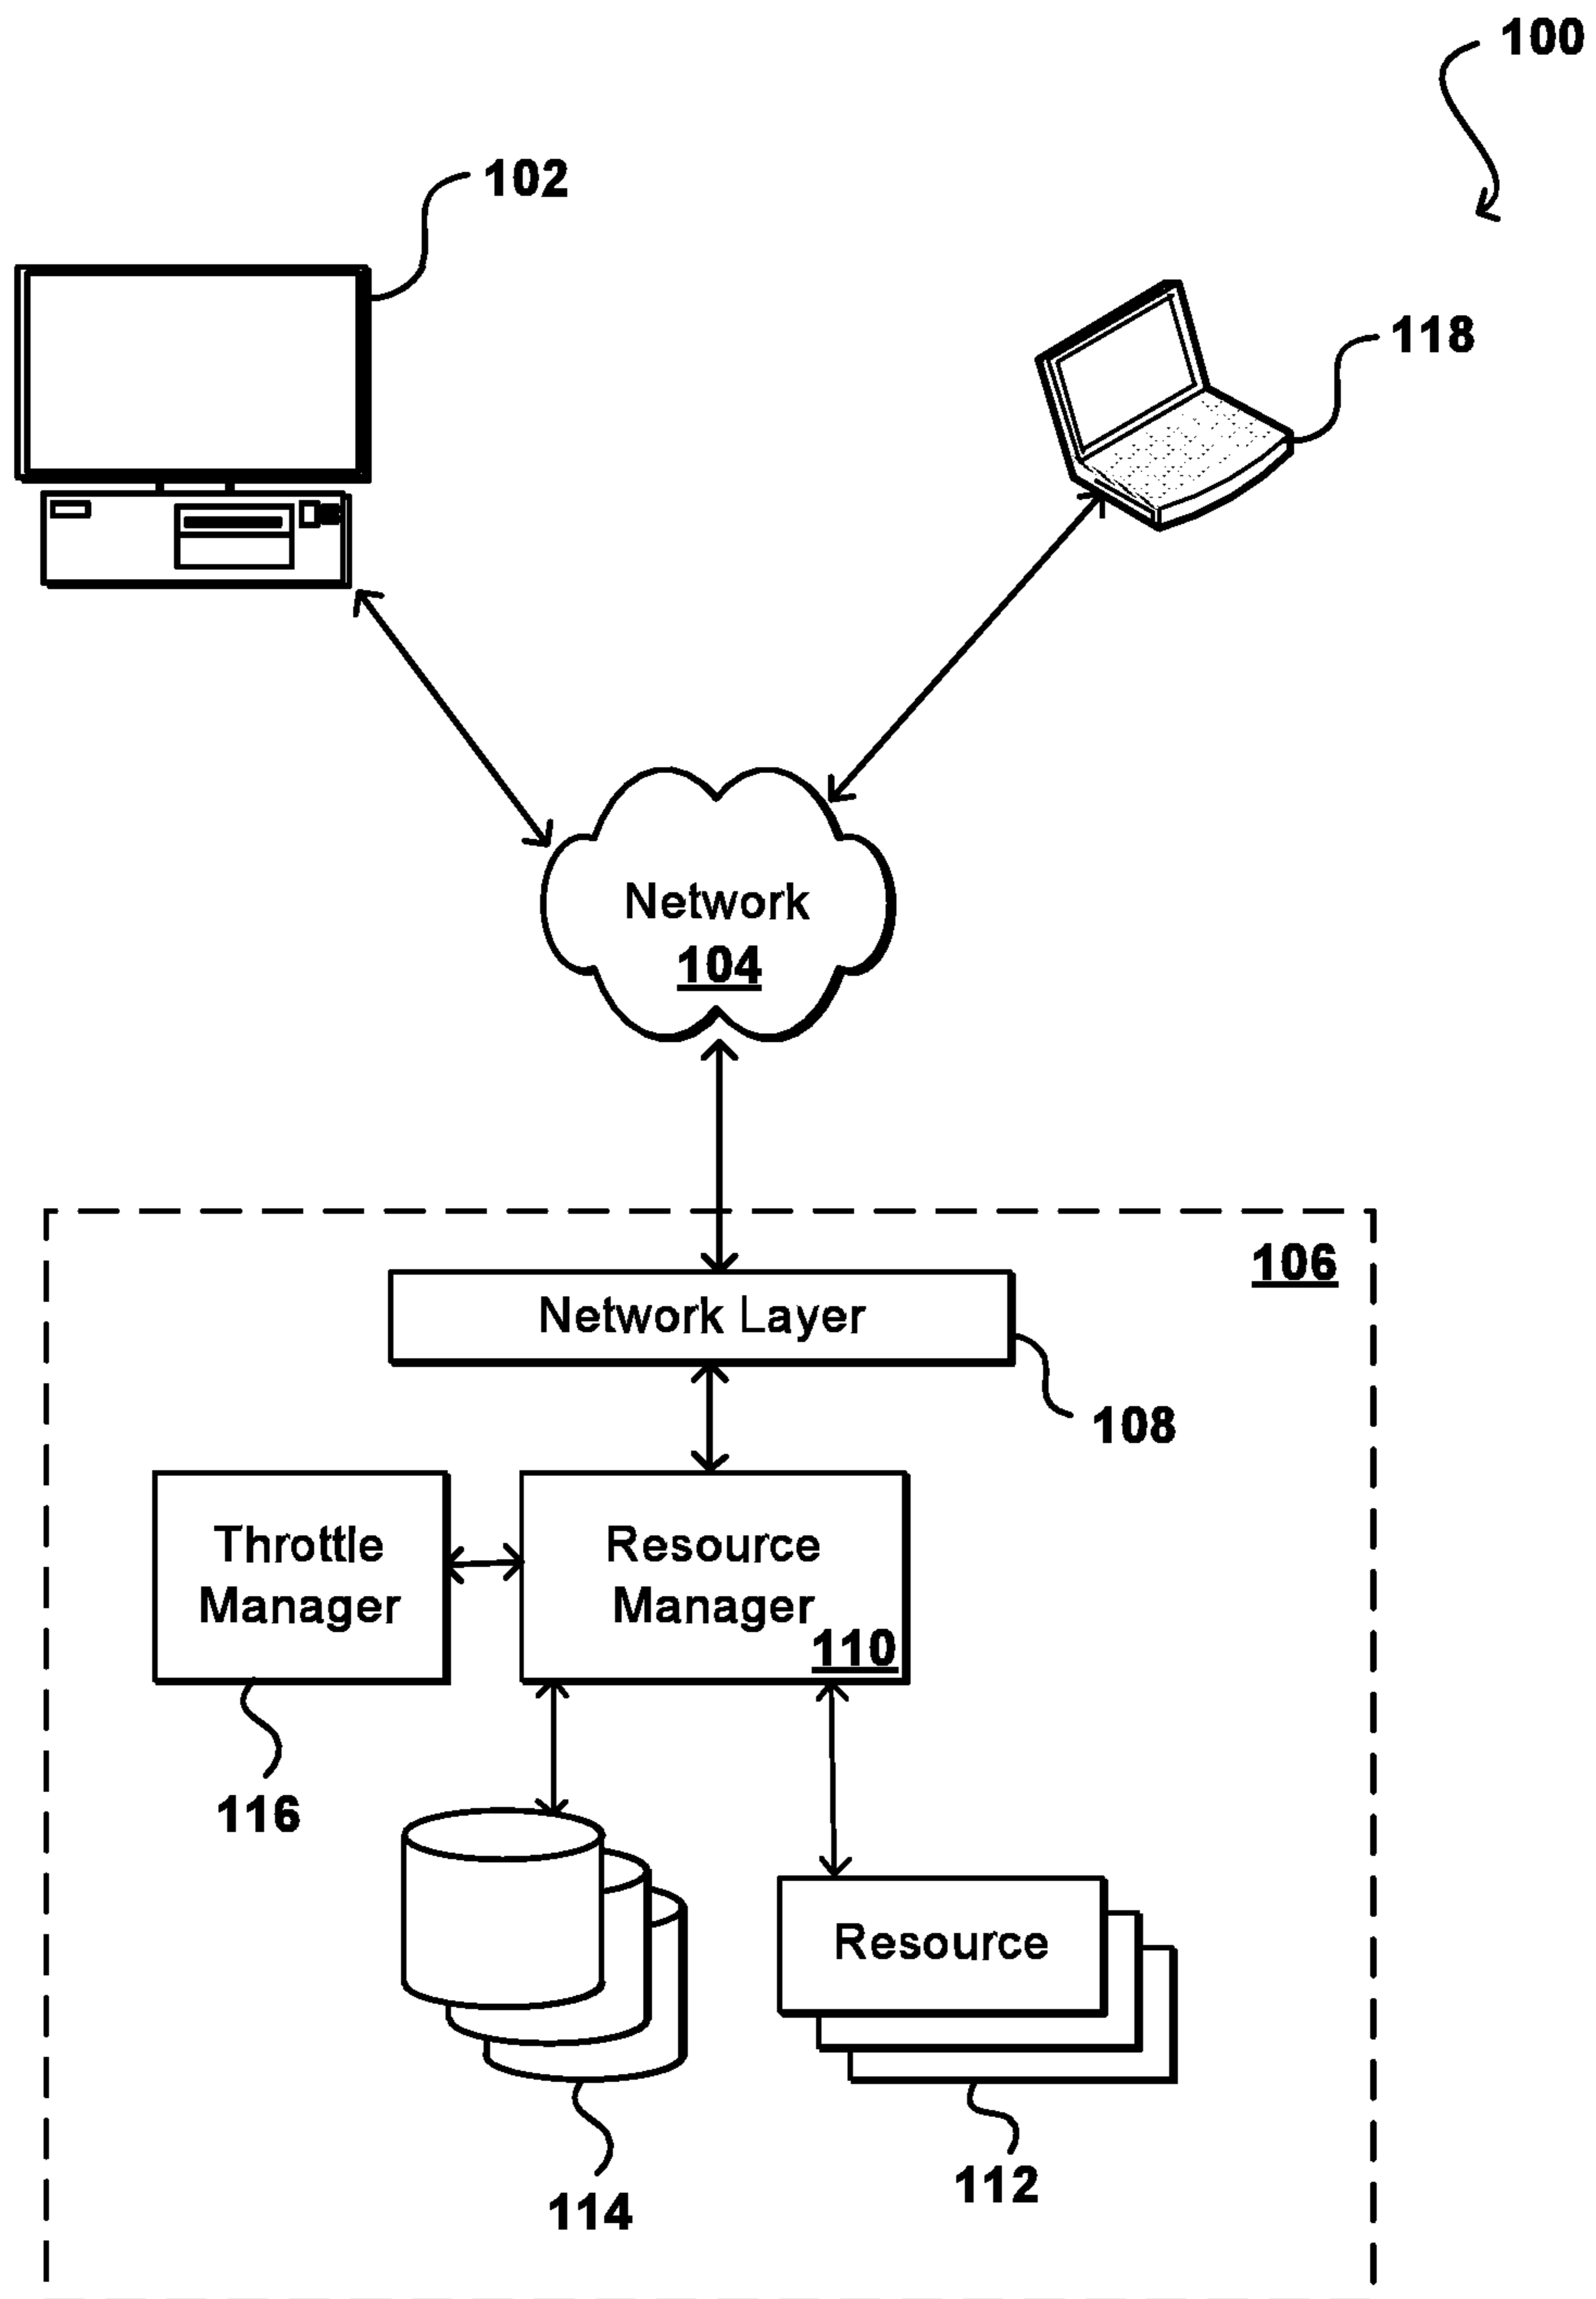 100
102
118
Network
104
106
Network Layer
108
Throttle
Manager
Resource
Manager
110
116
Resource
112
114